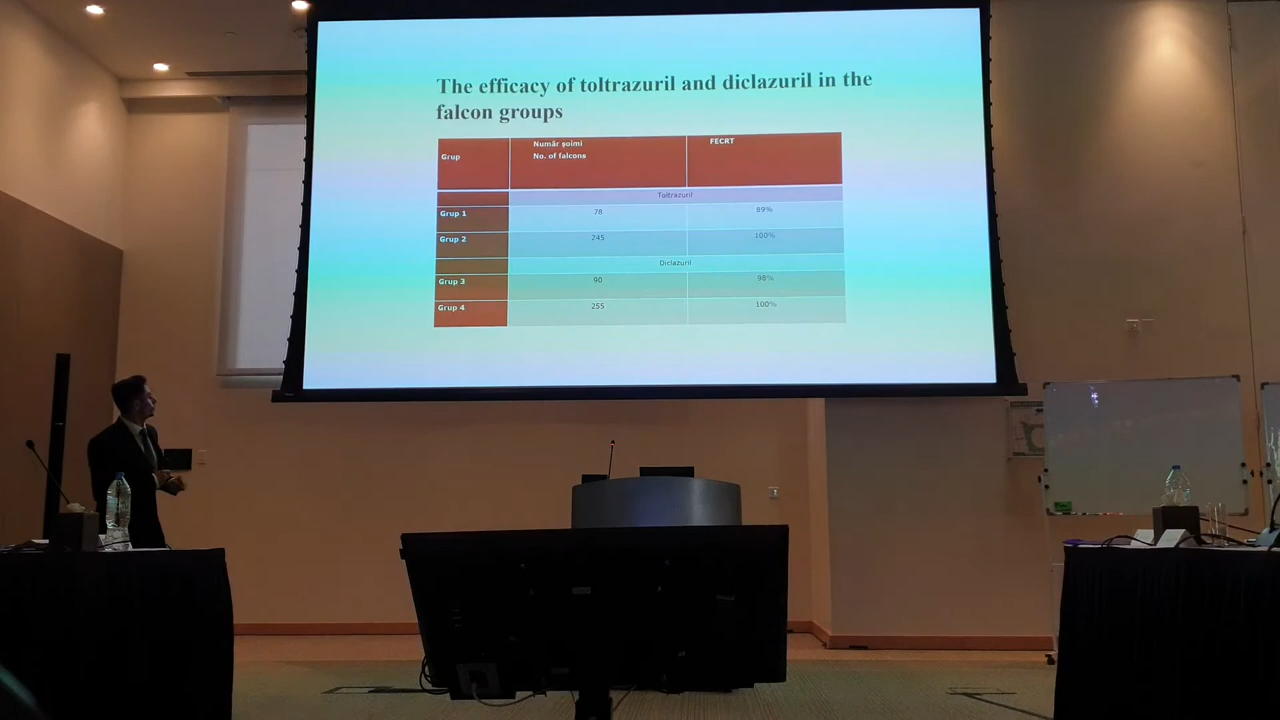 The efficacy of toltrazuril and diclazuril in the
falcon groups
Grup
Număr șoimi
No. of falcons
FECRT
Toltrazuril
Grup 1 78 89%
Grup 2 245 100%
Diclazuril
Grup 3 90 98%
Grup 4 255 100%